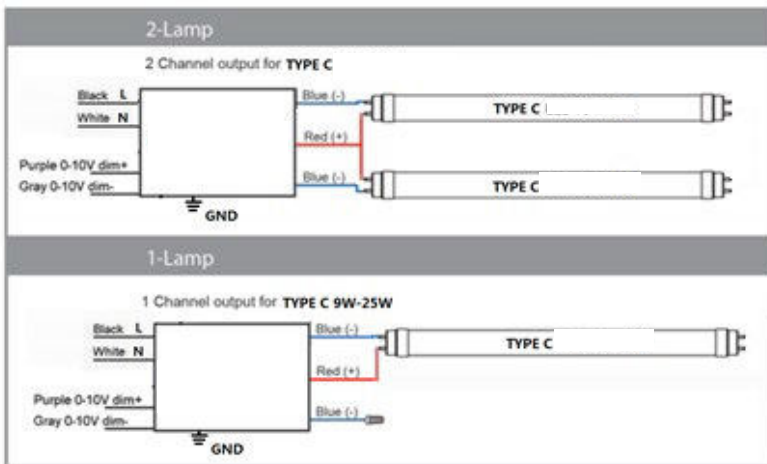 2-Lamp
2 Channel output for TYPE C
Black L
White N
Purple 0-10V dim+
Gray 0-10V dim-
GND
Blue (-)
Red (+)
Blue (-)
TYPE C
TYPE C
1-Lamp
1 Channel output for TYPE C 9W-25W
Black L
White N
Purple 0-10V dim+
Gray 0-10V dim-
GND
Blue (-)
Red (+)
Blue (-)
TYPE C